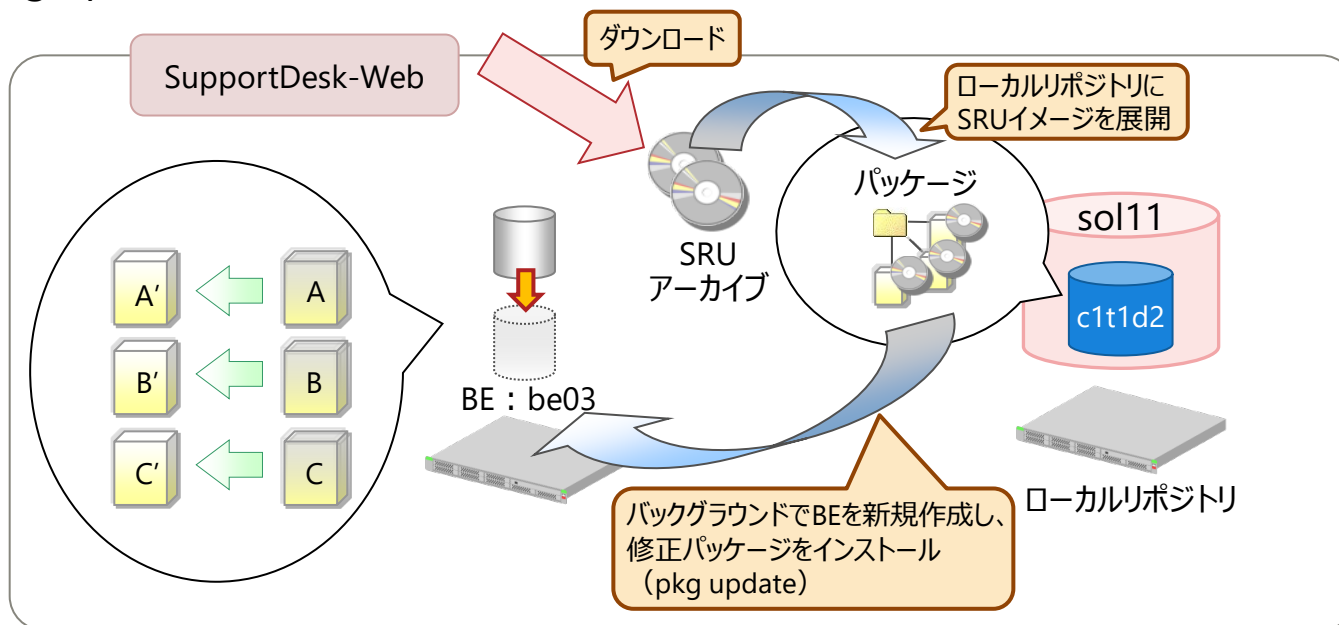 ダウンロード
SupportDesk-Web
ローカルリポジトリに
SRUイメージを展開
パッケージ
sol11
SRU
アーカイブ
c1t1d2
A’
A
B’
B
C’
C
BE：be03
ローカルリポジトリ
バックグラウンドでBEを新規作成し、
修正パッケージをインストール
（pkg update）